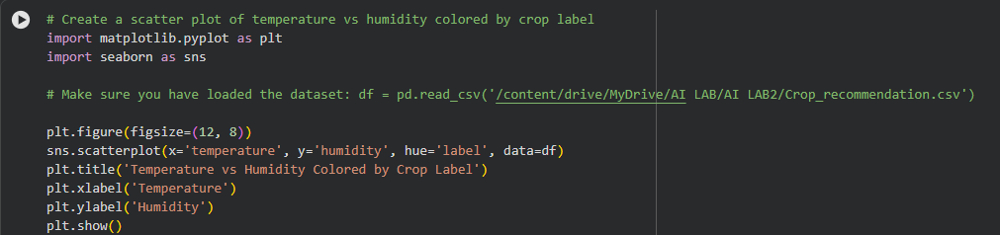 # Create a scatter plot of temperature vs humidity colored by crop label
import matplotlib.pyplot as plt
import seaborn as sns
# Make sure you have loaded the dataset: df = pd.read_csv('/content/drive/MyDrive/AI LAB/AI LAB2/Crop_recommendation.csv')
plt.figure(figsize=(12, 8))
sns.scatterplot(x='temperature', y='humidity', hue='label', data=df)
plt.title('Temperature vs Humidity Colored by Crop Label')
plt.xlabel('Temperature')
plt.ylabel('Humidity')
plt.show()